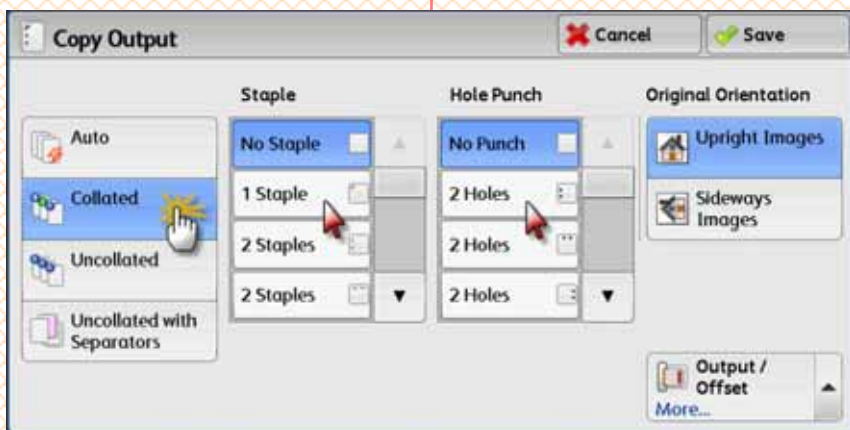 Copy Output
Cancel
Save
Auto
Collated
Uncollated
Uncollated with
Separators
Staple
No Staple
1 Staple
2 Staples
2 Staples
Hole Punch
No Punch
2 Holes
2 Holes
2 Holes
Original Orientation
Upright Images
Sideways
Images
Output /
Offset
More...